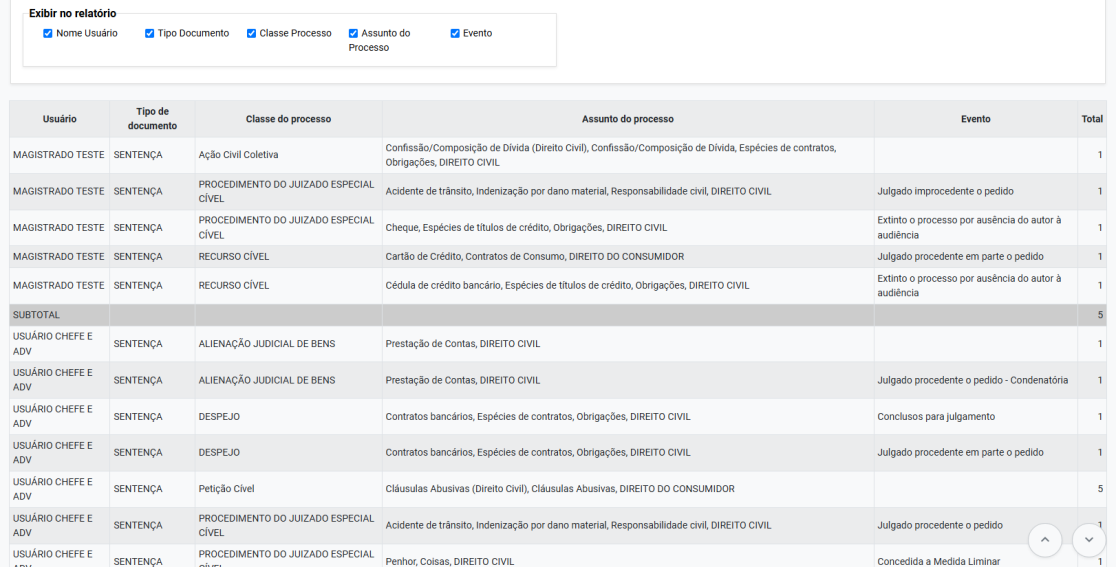 Exibir no relatório
Nome Usuário Tipo Documento Classe Processo Assunto do Processo Evento
Usuário Tipo de documento Classe do processo Assunto do processo Evento Total
MAGISTRADO TESTE SENTENÇA Ação Civil Coletiva Confissão/Composição de Dívida (Direito Civil), Confissão/Composição de Dívida, Espécies de contratos, Obrigações, DIREITO CIVIL 1
MAGISTRADO TESTE SENTENÇA PROCEDIMENTO DO JUIZADO ESPECIAL CÍVEL Acidente de trânsito, Indenização por dano material, Responsabilidade civil, DIREITO CIVIL Julgado improcedente o pedido 1
MAGISTRADO TESTE SENTENÇA PROCEDIMENTO DO JUIZADO ESPECIAL CÍVEL Cheque, Espécies de títulos de crédito, Obrigações, DIREITO CIVIL Extinto o processo por ausência do autor à audiência 1
MAGISTRADO TESTE SENTENÇA RECURSO CÍVEL Cartão de Crédito, Contratos de Consumo, DIREITO DO CONSUMIDOR Julgado procedente em parte o pedido 1
MAGISTRADO TESTE SENTENÇA RECURSO CÍVEL Cédula de crédito bancário, Espécies de títulos de crédito, Obrigações, DIREITO CIVIL Extinto o processo por ausência do autor à audiência 1
SUBTOTAL 5
USUÁRIO CHEFE E ADV SENTENÇA ALIENAÇÃO JUDICIAL DE BENS Prestação de Contas, DIREITO CIVIL 1
USUÁRIO CHEFE E ADV SENTENÇA ALIENAÇÃO JUDICIAL DE BENS Prestação de Contas, DIREITO CIVIL Julgado procedente o pedido - Condenatória 1
USUÁRIO CHEFE E ADV SENTENÇA DESPEJO Contratos bancários, Espécies de contratos, Obrigações, DIREITO CIVIL Conclusos para julgamento 1
USUÁRIO CHEFE E ADV SENTENÇA DESPEJO Contratos bancários, Espécies de contratos, Obrigações, DIREITO CIVIL Julgado procedente em parte o pedido 1
USUÁRIO CHEFE E ADV SENTENÇA Petição Cível Cláusulas Abusivas (Direito Civil), Cláusulas Abusivas, DIREITO DO CONSUMIDOR 5
USUÁRIO CHEFE E ADV SENTENÇA PROCEDIMENTO DO JUIZADO ESPECIAL CÍVEL Acidente de trânsito, Indenização por dano material, Responsabilidade civil, DIREITO CIVIL Julgado procedente o pedido 1
USUÁRIO CHEFE E ADV SENTENÇA PROCEDIMENTO DO JUIZADO ESPECIAL CÍVEL Penhor, Coisas, DIREITO CIVIL Concedida a Medida Liminar 1